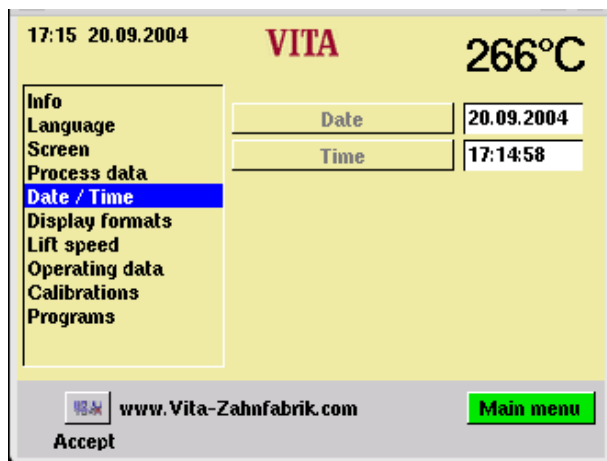 17:15 20.09.2004
VITA
266°C
Info
Language
Screen
Process data
Date / Time
Display formats
Lift speed
Operating data
Calibrations
Programs
Date
20.09.2004
Time
17:14:58
www.Vita-Zahnfabrik.com
Main menu
Accept